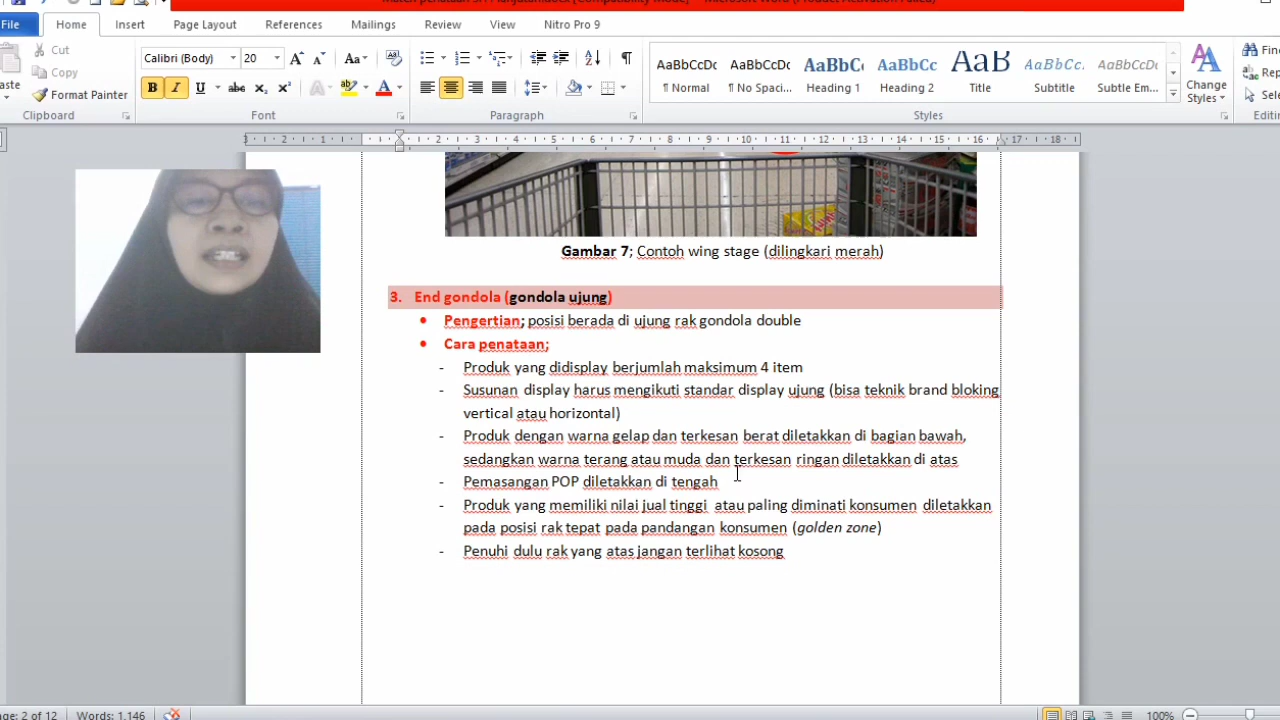 File Home Insert Page Layout References Mailings Review View Nitro Pro 9
Cut
Copy
Format Painter
Clipboard
Calibri (Body) 20
Font
Paragraph
AaBbCcDc AaBbCcDc AaBbC AaBbCc AaB AaBbCc. AaBbCcDc
¶ Normal ¶ No Spaci... Heading 1 Heading 2 Title Subtitle Subtle Em...
Change Styles
Styles
Gambar 7; Contoh wing stage (dilingkari merah)
3. End gondola (gondola ujung)
• Pengertian; posisi berada di ujung rak gondola double
• Cara penataan;
- Produk yang didisplay berjumlah maksimum 4 item
- Susunan display harus mengikuti standar display ujung (bisa teknik brand bloking
vertical atau horizontal)
- Produk dengan warna gelap dan terkesan berat diletakkan di bagian bawah,
sedangkan warna terang atau muda dan terkesan ringan diletakkan di atas
- Pemasangan POP diletakkan di tengah
- Produk yang memiliki nilai jual tinggi atau paling diminati konsumen diletakkan
pada posisi rak tepat pada pandangan konsumen (golden zone)
- Penuhi dulu rak yang atas jangan terlihat kosong
2 of 12 Words: 1.146 100%